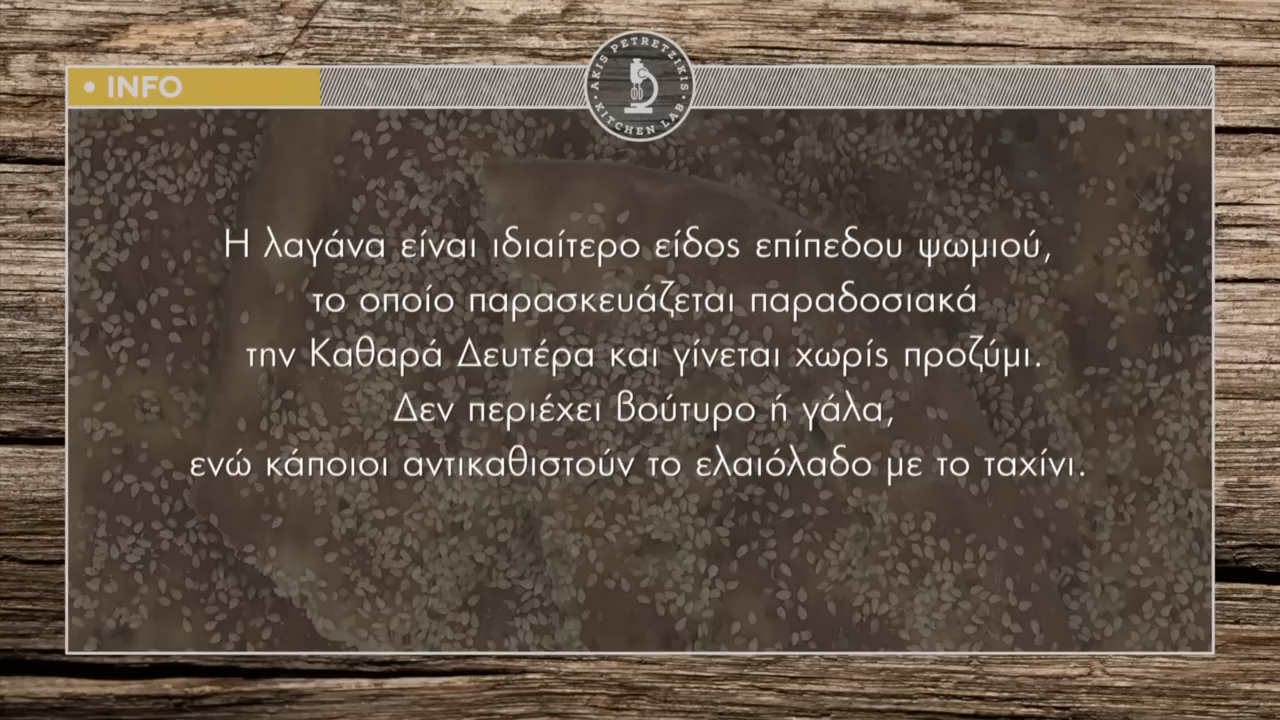 • INFO
AKIS PETRETZIKIS
• KITCHEN LAB •
Η λαγάνα είναι ιδιαίτερο είδος επίπεδου ψωμιού,
το οποίο παρασκευάζεται παραδοσιακά
την Καθαρά Δευτέρα και γίνεται χωρίς προζύμι.
Δεν περιέχει βούτυρο ή γάλα,
ενώ κάποιοι αντικαθιστούν το ελαιόλαδο με το ταχίνι.